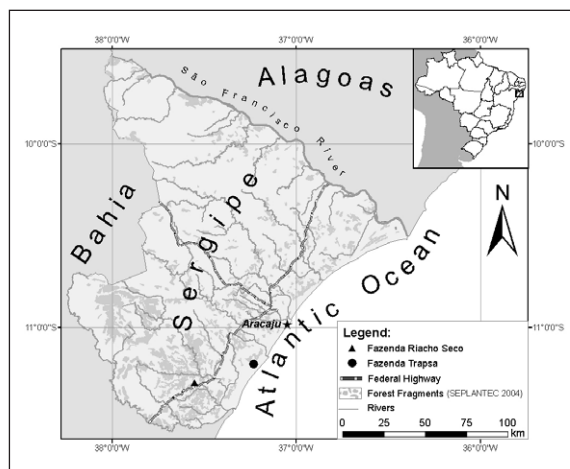 38°0'0"W
37°0'0"W
36°0'0"W
Alagoas
São Francisco River
10°0'0"S
10°0'0"S
Bahia
Sergipe
N
Atlantic Ocean
Aracaju
11°0'0"S
11°0'0"S
Legend:
Fazenda Riacho Seco
Fazenda Trapsa
Federal Highway
Forest Fragments (SEPLANTEC 2004)
Rivers
0 25 50 75 100
km
38°0'0"W
37°0'0"W
36°0'0"W